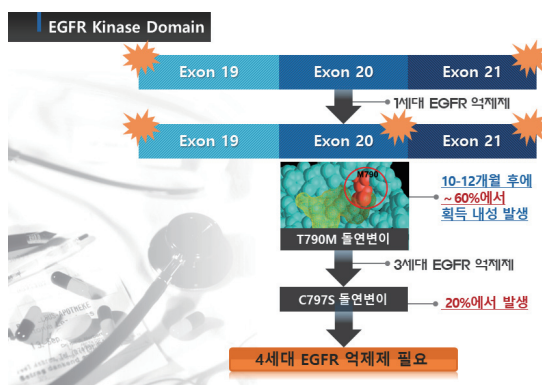 EGFR Kinase Domain
Exon 19 Exon 20 Exon 21
1세대 EGFR 억제제
Exon 19 Exon 20 Exon 21
M790
10-12개월 후에
~ 60%에서
획득 내성 발생
T790M 돌연변이
3세대 EGFR 억제제
C797S 돌연변이
20%에서 발생
4세대 EGFR 억제제 필요